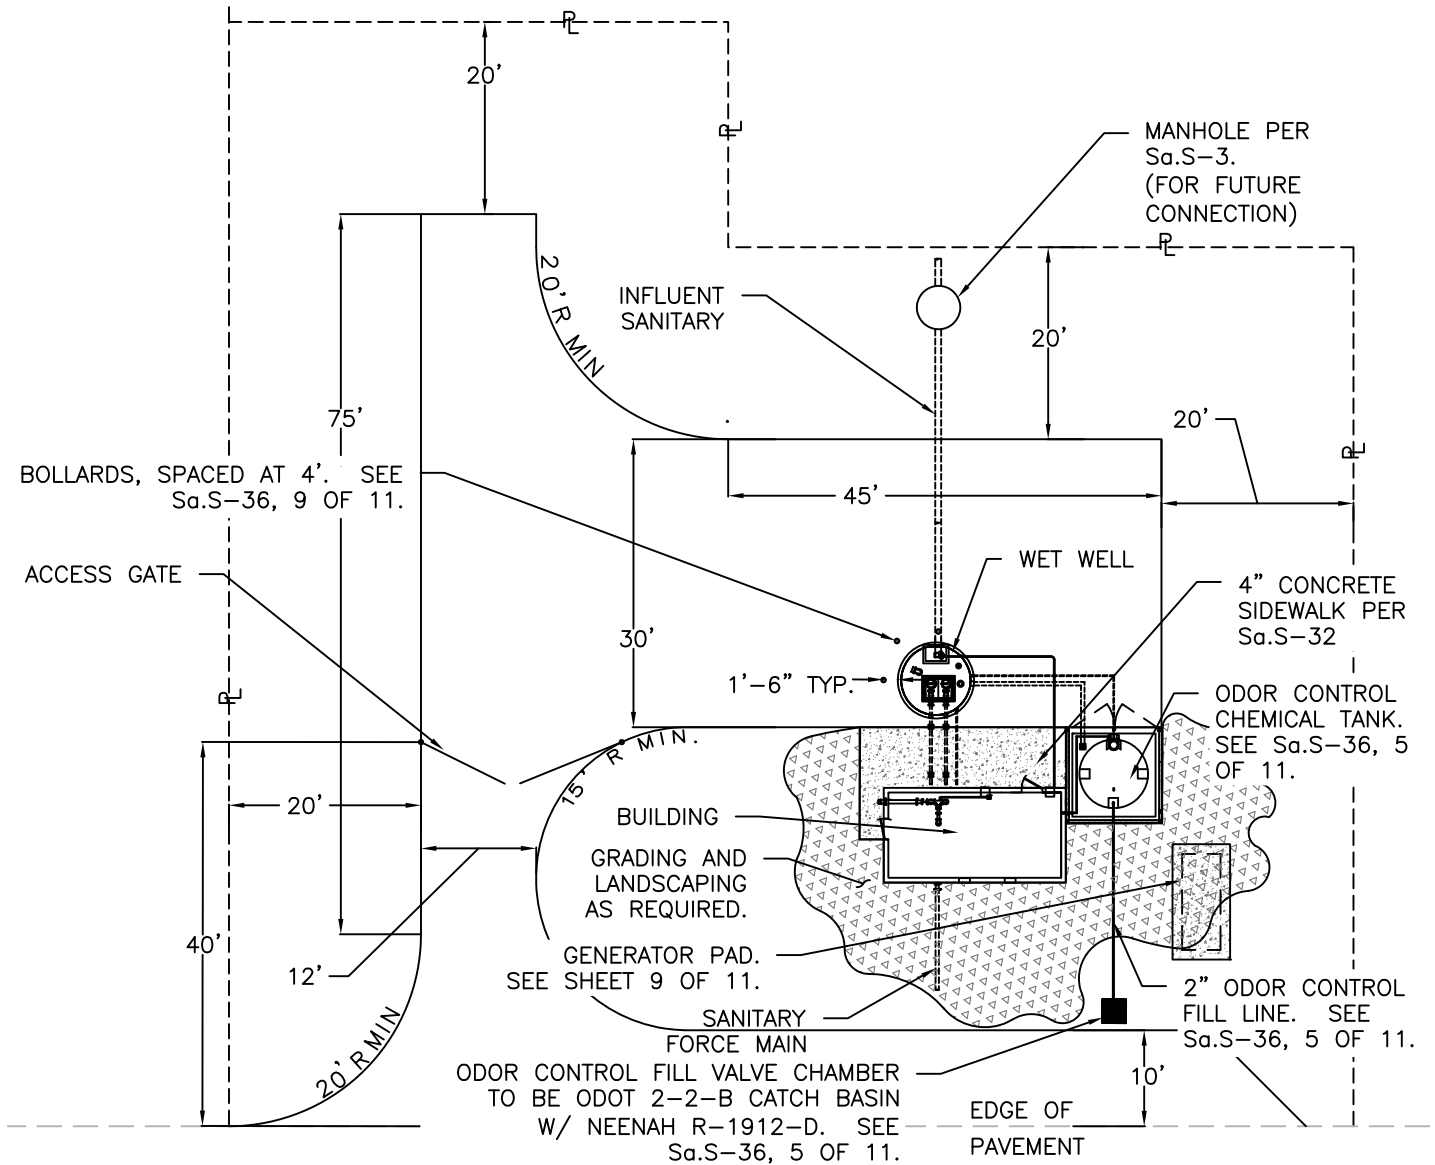 PL
20'
PL
MANHOLE PER
Sa.S-3.
(FOR FUTURE
CONNECTION)
PL
20'R MIN
INFLUENT
SANITARY
20'
75'
20'
PL
BOLLARDS, SPACED AT 4'. SEE
Sa.S-36, 9 OF 11.
45'
ACCESS GATE
WET WELL
4" CONCRETE
SIDEWALK PER
Sa.S-32
30'
1'-6" TYP.
PL
ODOR CONTROL
CHEMICAL TANK.
SEE Sa.S-36, 5
OF 11.
15' R MIN.
20'
BUILDING
GRADING AND
LANDSCAPING
AS REQUIRED.
40'
12'
GENERATOR PAD.
SEE SHEET 9 OF 11.
2" ODOR CONTROL
FILL LINE. SEE
Sa.S-36, 5 OF 11.
SANITARY
FORCE MAIN
20' R MIN
ODOR CONTROL FILL VALVE CHAMBER
TO BE ODOT 2-2-B CATCH BASIN
W/ NEENAH R-1912-D. SEE
Sa.S-36, 5 OF 11.
10'
EDGE OF
PAVEMENT